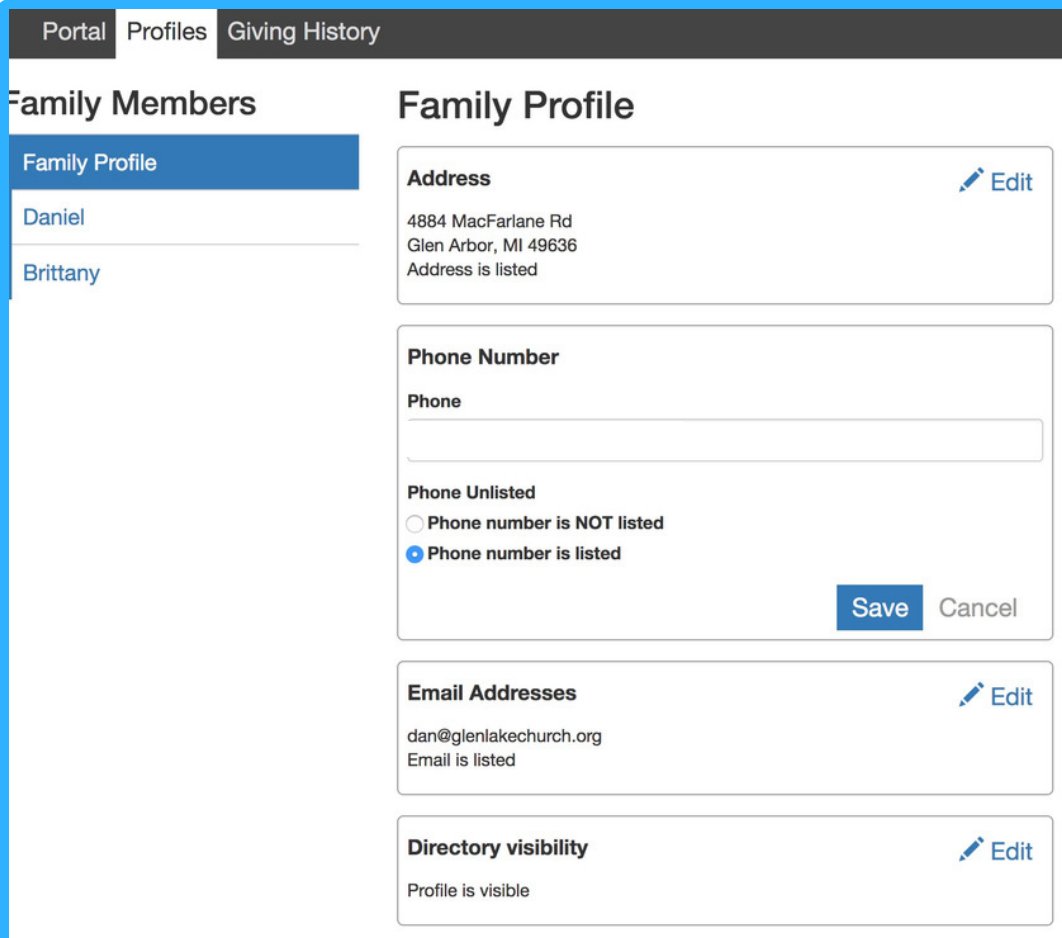 Portal Profiles Giving History
Family Members
Family Profile
Daniel
Brittany
Family Profile
Address
Edit
4884 MacFarlane Rd
Glen Arbor, MI 49636
Address is listed
Phone Number
Phone
Phone Unlisted
Phone number is NOT listed
Phone number is listed
Save Cancel
Email Addresses
Edit
dan@glenlakechurch.org
Email is listed
Directory visibility
Edit
Profile is visible